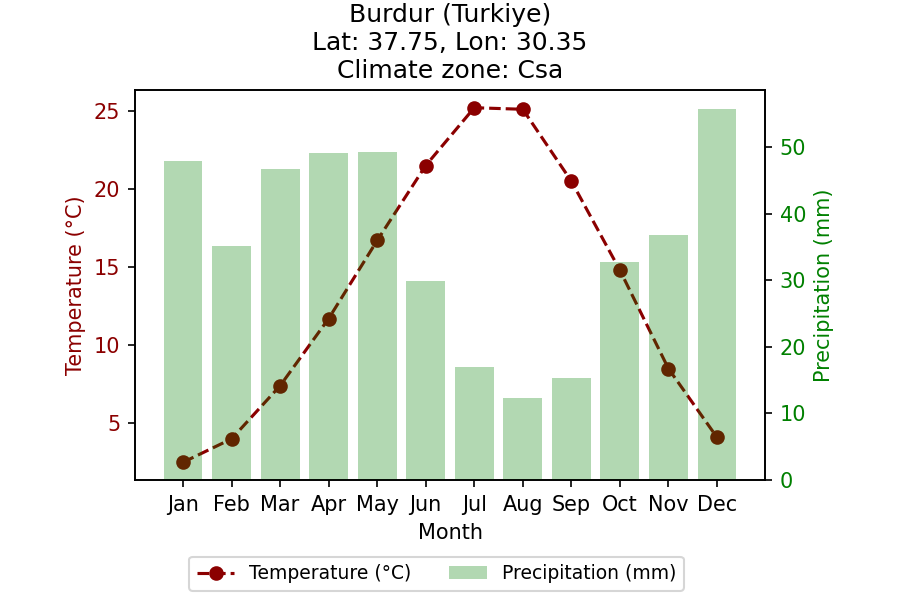 Burdur (Turkiye)
Lat: 37.75, Lon: 30.35
Climate zone: Csa
25
20
15
10
5
Temperature (°C)
50
40
30
20
10
0
Precipitation (mm)
Jan Feb Mar Apr May Jun Jul Aug Sep Oct Nov Dec
Month
Temperature (°C) Precipitation (mm)